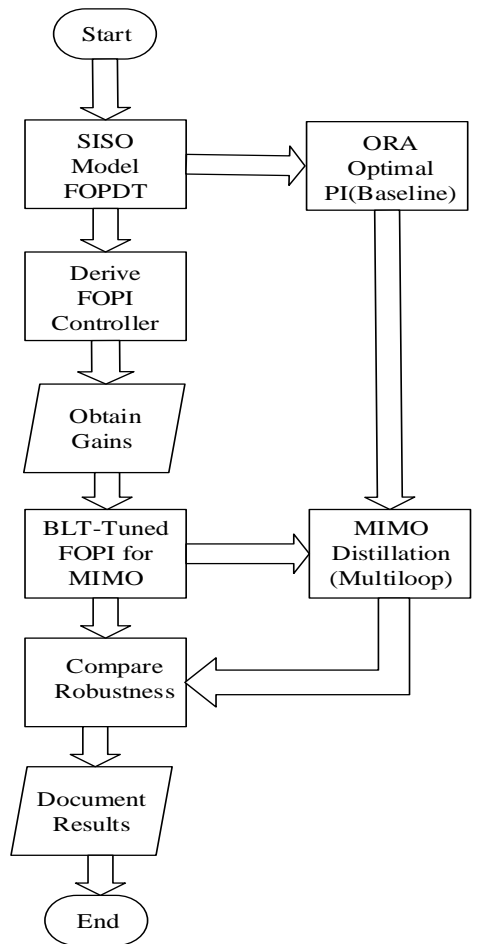 Start
SISO
Model
FOPDT
ORA
Optimal
PI(Baseline)
Derive
FOPI
Controller
Obtain
Gains
BLT-Tuned
FOPI for
MIMO
MIMO
Distillation
(Multiloop)
Compare
Robustness
Document
Results
End